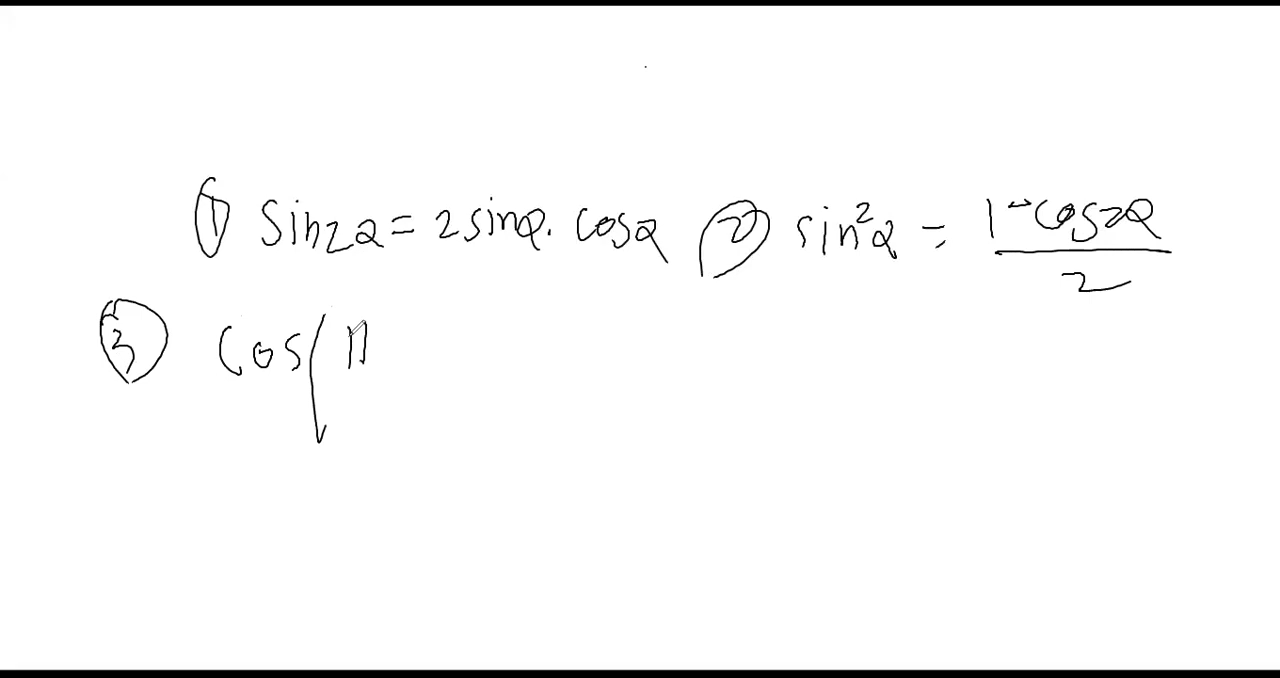 ① sin2α = 2sinα · cosα ② sin²α = (1 - cos2α)/2
③ cos(π